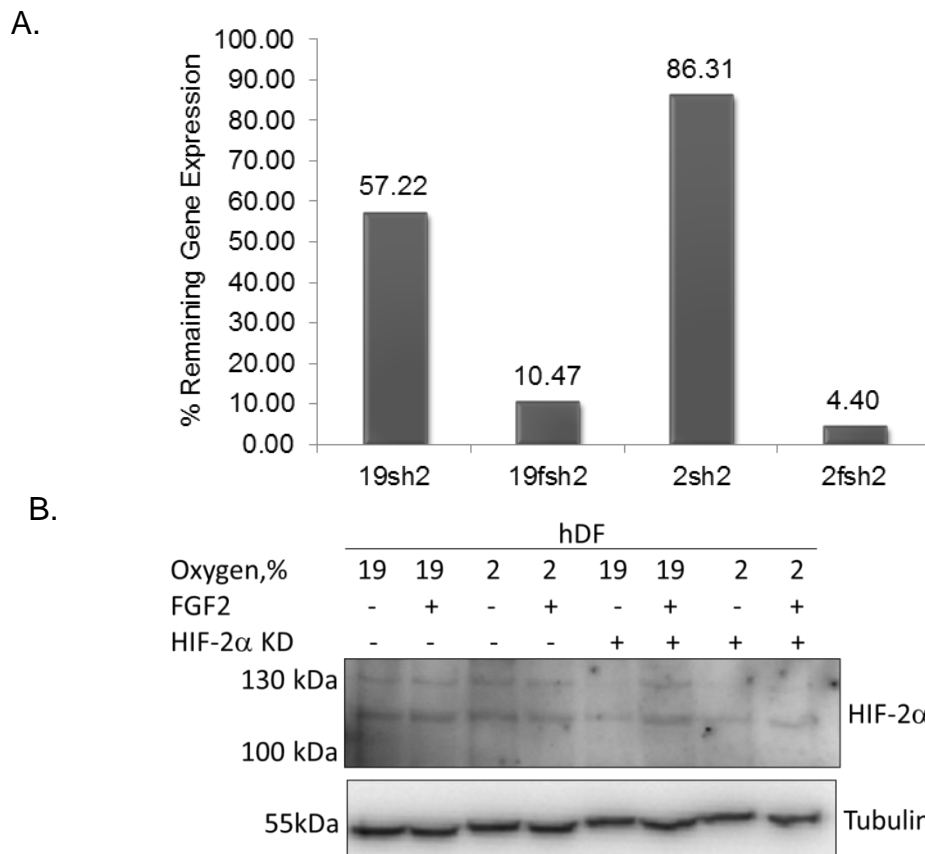 A.
% Remaining Gene Expression
100.00
90.00
80.00
70.00
60.00
50.00
40.00
30.00
20.00
10.00
0.00
57.22
10.47
86.31
4.40
19sh2 19fsh2 2sh2 2fsh2
B.
hDF
Oxygen,% 19 19 2 2 19 19 2 2
FGF2 - + - + - + - +
HIF-2α KD - - - - + + + +
130 kDa
HIF-2α
100 kDa
55kDa
Tubulin